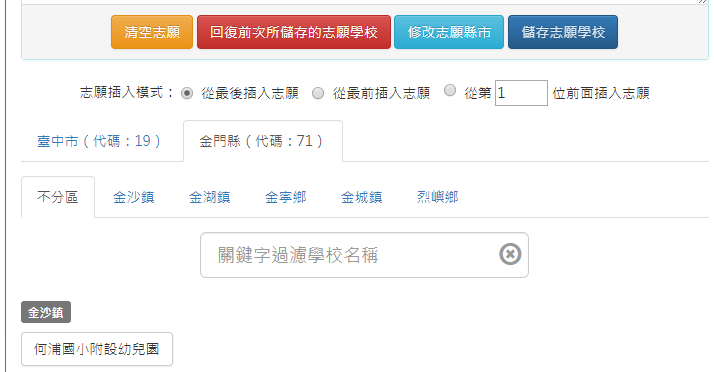 清空志願 回復前次所儲存的志願學校 修改志願縣市 儲存志願學校
志願插入模式： 從最後插入志願 從最前插入志願 從第 1 位前面插入志願
臺中市（代碼：19） 金門縣（代碼：71）
不分區 金沙鎮 金湖鎮 金寧鄉 金城鎮 烈嶼鄉
關鍵字過濾學校名稱
金沙鎮
何浦國小附設幼兒園